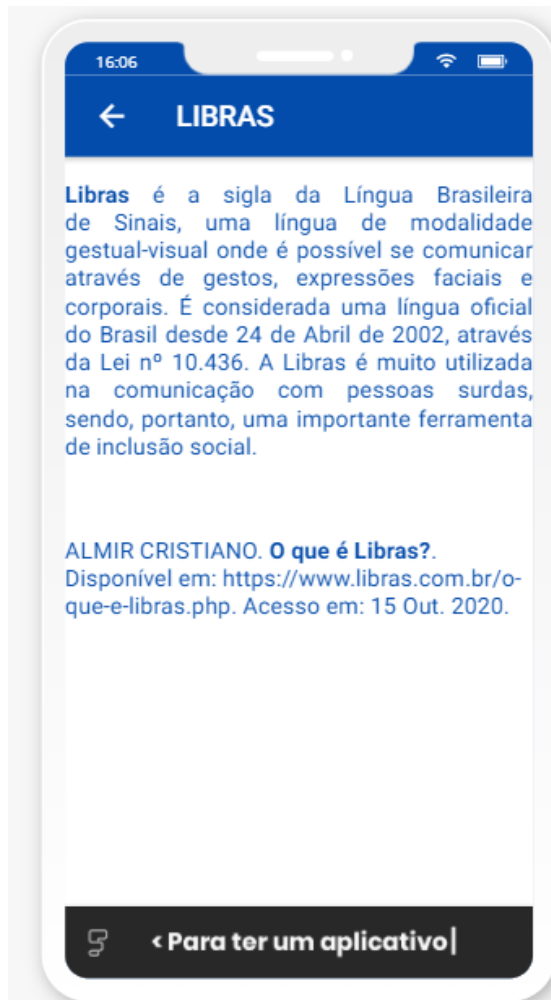 16:06
← LIBRAS
Libras é a sigla da Língua Brasileira
de Sinais, uma língua de modalidade
gestual-visual onde é possível se comunicar
através de gestos, expressões faciais e
corporais. É considerada uma língua oficial
do Brasil desde 24 de Abril de 2002, através
da Lei nº 10.436. A Libras é muito utilizada
na comunicação com pessoas surdas,
sendo, portanto, uma importante ferramenta
de inclusão social.
ALMIR CRISTIANO. O que é Libras?.
Disponível em: https://www.libras.com.br/o-
que-e-libras.php. Acesso em: 15 Out. 2020.
<Para ter um aplicativo|